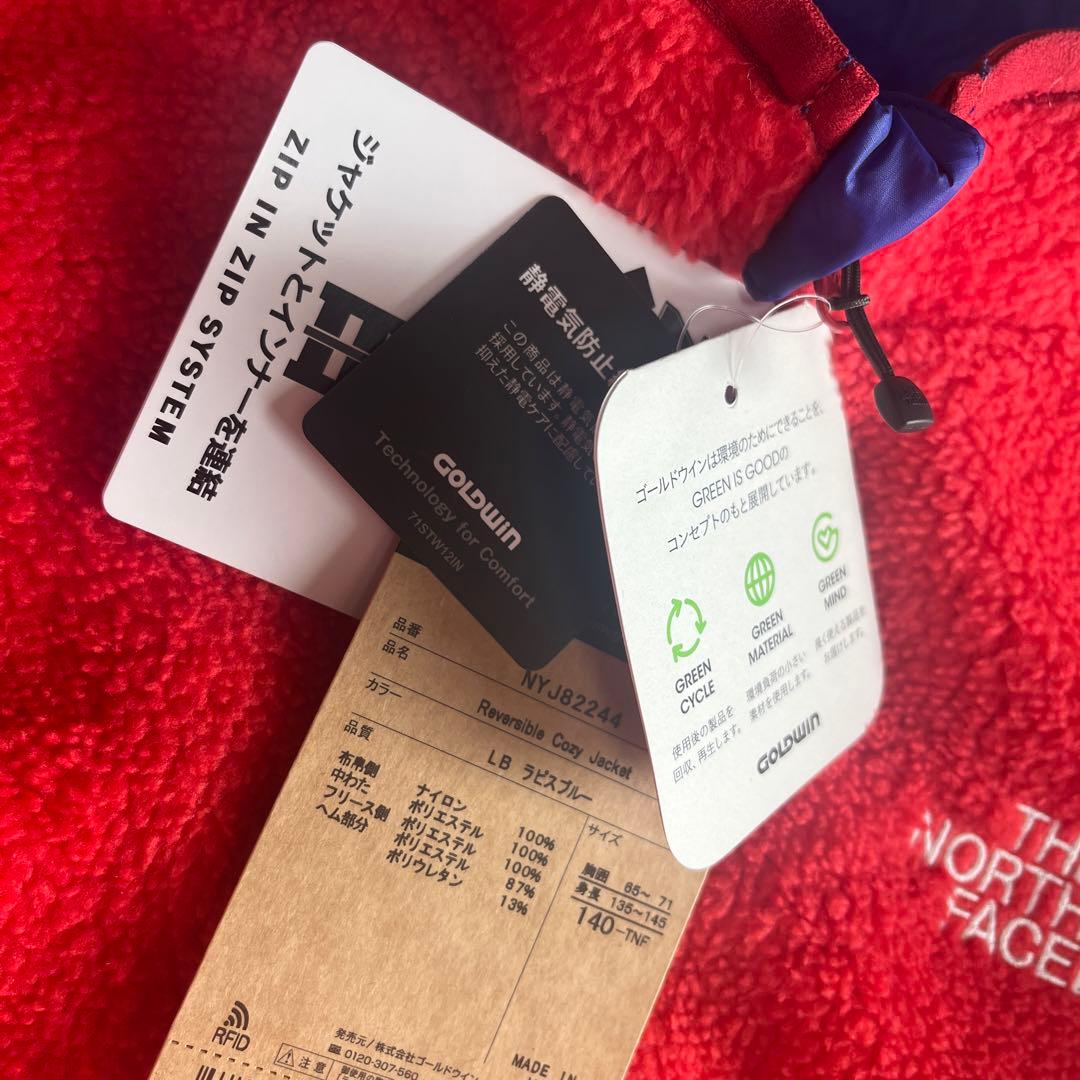 ジャケットとインナーを連結
ZIP IN ZIP SYSTEM
静電気防止
この商品は静電気
採用しています。静電気
抑えた静電ケアに配慮してい
GOLDWIN
Technology for Comfort
71STW12IN
ゴールドウインは環境のためにできることを、
GREEN IS GOODの
コンセプトのもと展開しています。
GREEN
CYCLE
使用後の製品を
回収、再生します。
GREEN
MATERIAL
環境負荷の小さい
素材を使用します。
GREEN
MIND
長く使える製品を
お届けします。
GOLDWIN
品番
NYJ82244
品名
Reversible Cozy Jacket
カラー
LB ラピスブルー
品質
布帛側 ナイロン 100%
中わた ポリエステル 100%
フリース側 ポリエステル 100%
ヘム部分 ポリエステル 87%
ポリウレタン 13%
サイズ
胸囲 65～ 71
身長 135～145
140-TNF
RFID
発売元/株式会社ゴールドウイン
0120-307-560
注意
MADE IN
THE
NORTH
FACE